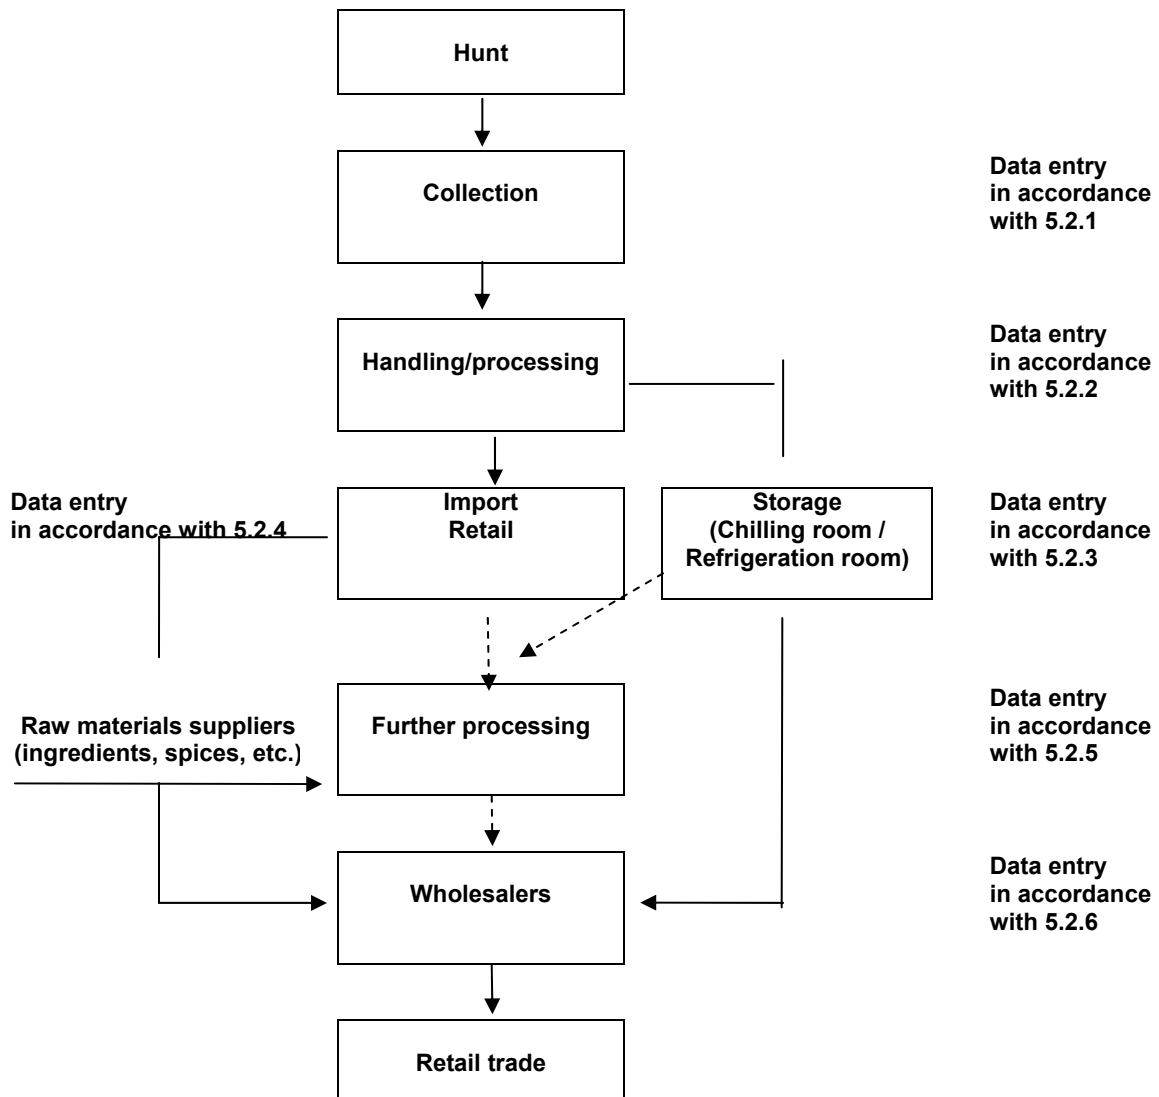 Hunt
Collection
Data entry
in accordance
with 5.2.1
Handling/processing
Data entry
in accordance
with 5.2.2
Data entry
in accordance with 5.2.4
Import
Retail
Storage
(Chilling room /
Refrigeration room)
Data entry
in accordance
with 5.2.3
Raw materials suppliers
(ingredients, spices, etc.)
Further processing
Data entry
in accordance
with 5.2.5
Wholesalers
Data entry
in accordance
with 5.2.6
Retail trade